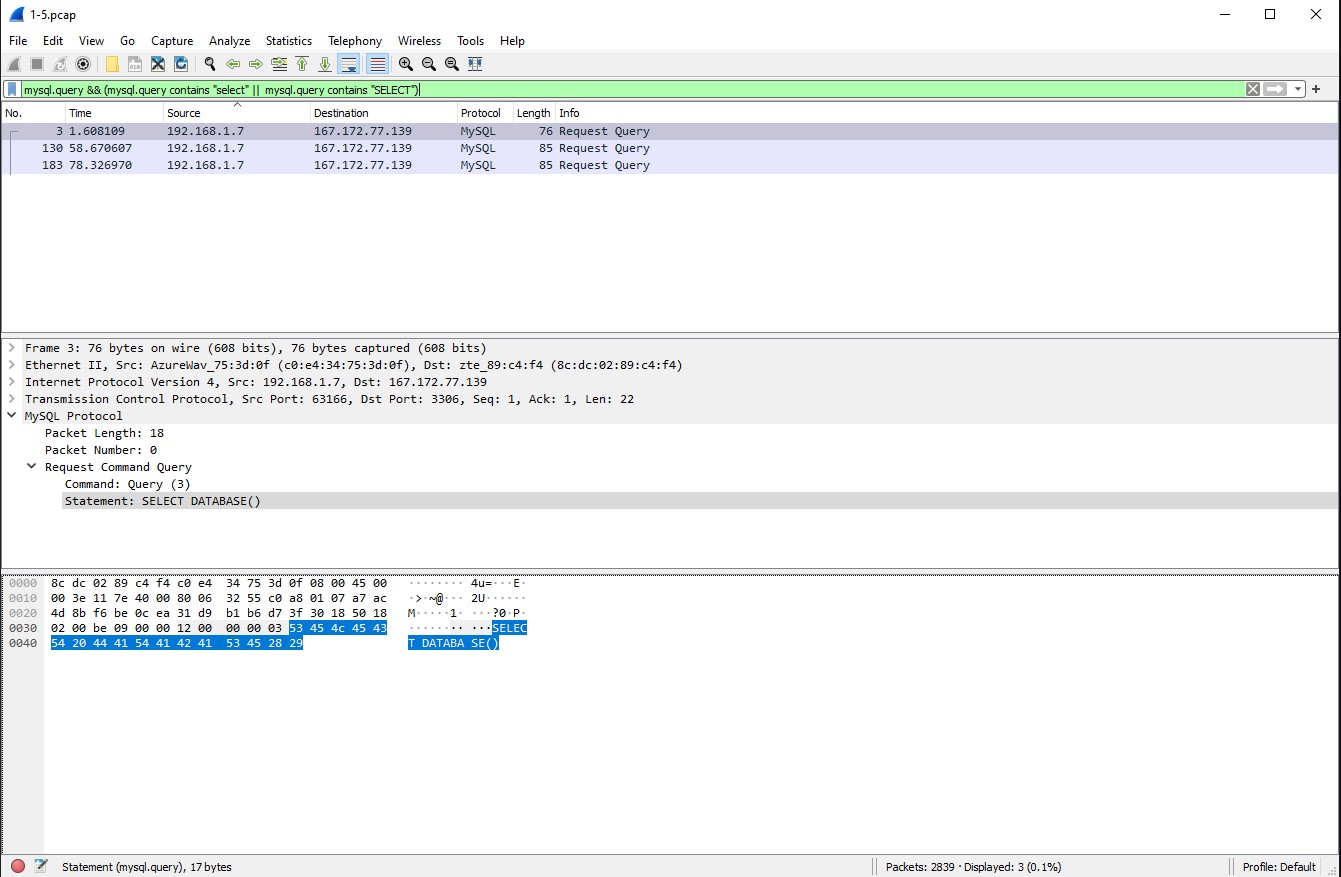 1-5.pcap
File Edit View Go Capture Analyze Statistics Telephony Wireless Tools Help
mysql.query && (mysql.query contains "select" || mysql.query contains "SELECT")
No. Time Source Destination Protocol Length Info
3 1.608109 192.168.1.7 167.172.77.139 MySQL 76 Request Query
130 58.670607 192.168.1.7 167.172.77.139 MySQL 85 Request Query
183 78.326970 192.168.1.7 167.172.77.139 MySQL 85 Request Query
Frame 3: 76 bytes on wire (608 bits), 76 bytes captured (608 bits)
Ethernet II, Src: AzureWav_75:3d:0f (c0:e4:34:75:3d:0f), Dst: zte_89:c4:f4 (8c:dc:02:89:c4:f4)
Internet Protocol Version 4, Src: 192.168.1.7, Dst: 167.172.77.139
Transmission Control Protocol, Src Port: 63166, Dst Port: 3306, Seq: 1, Ack: 1, Len: 22
MySQL Protocol
Packet Length: 18
Packet Number: 0
Request Command Query
Command: Query (3)
Statement: SELECT DATABASE()
0000 8c dc 02 89 c4 f4 c0 e4 34 75 3d 0f 08 00 45 00 ········ 4u=···E·
0010 00 3e 11 7e 40 00 80 06 32 55 c0 a8 01 07 a7 ac ·>·~@··· 2U······
0020 4d 8b f6 be 0c ea 31 d9 b1 b6 d7 3f 30 18 50 18 M·····1· ···?0·P·
0030 02 00 be 09 00 00 12 00 00 00 03 53 45 4c 45 43 ········ ···SELEC
0040 54 20 44 41 54 41 42 41 53 45 28 29 T DATABA SE()
Statement (mysql.query), 17 bytes
Packets: 2839 · Displayed: 3 (0.1%)
Profile: Default